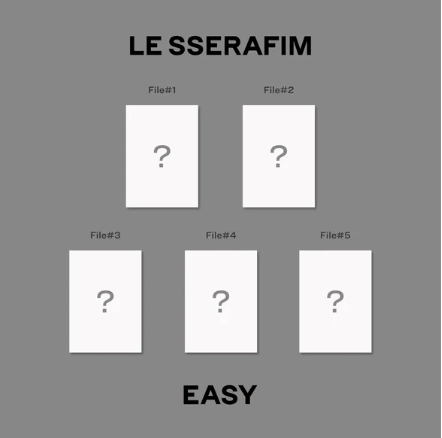 LE SSERAFIM
File#1 File#2
? ?
File#3 File#4 File#5
? ? ?
EASY